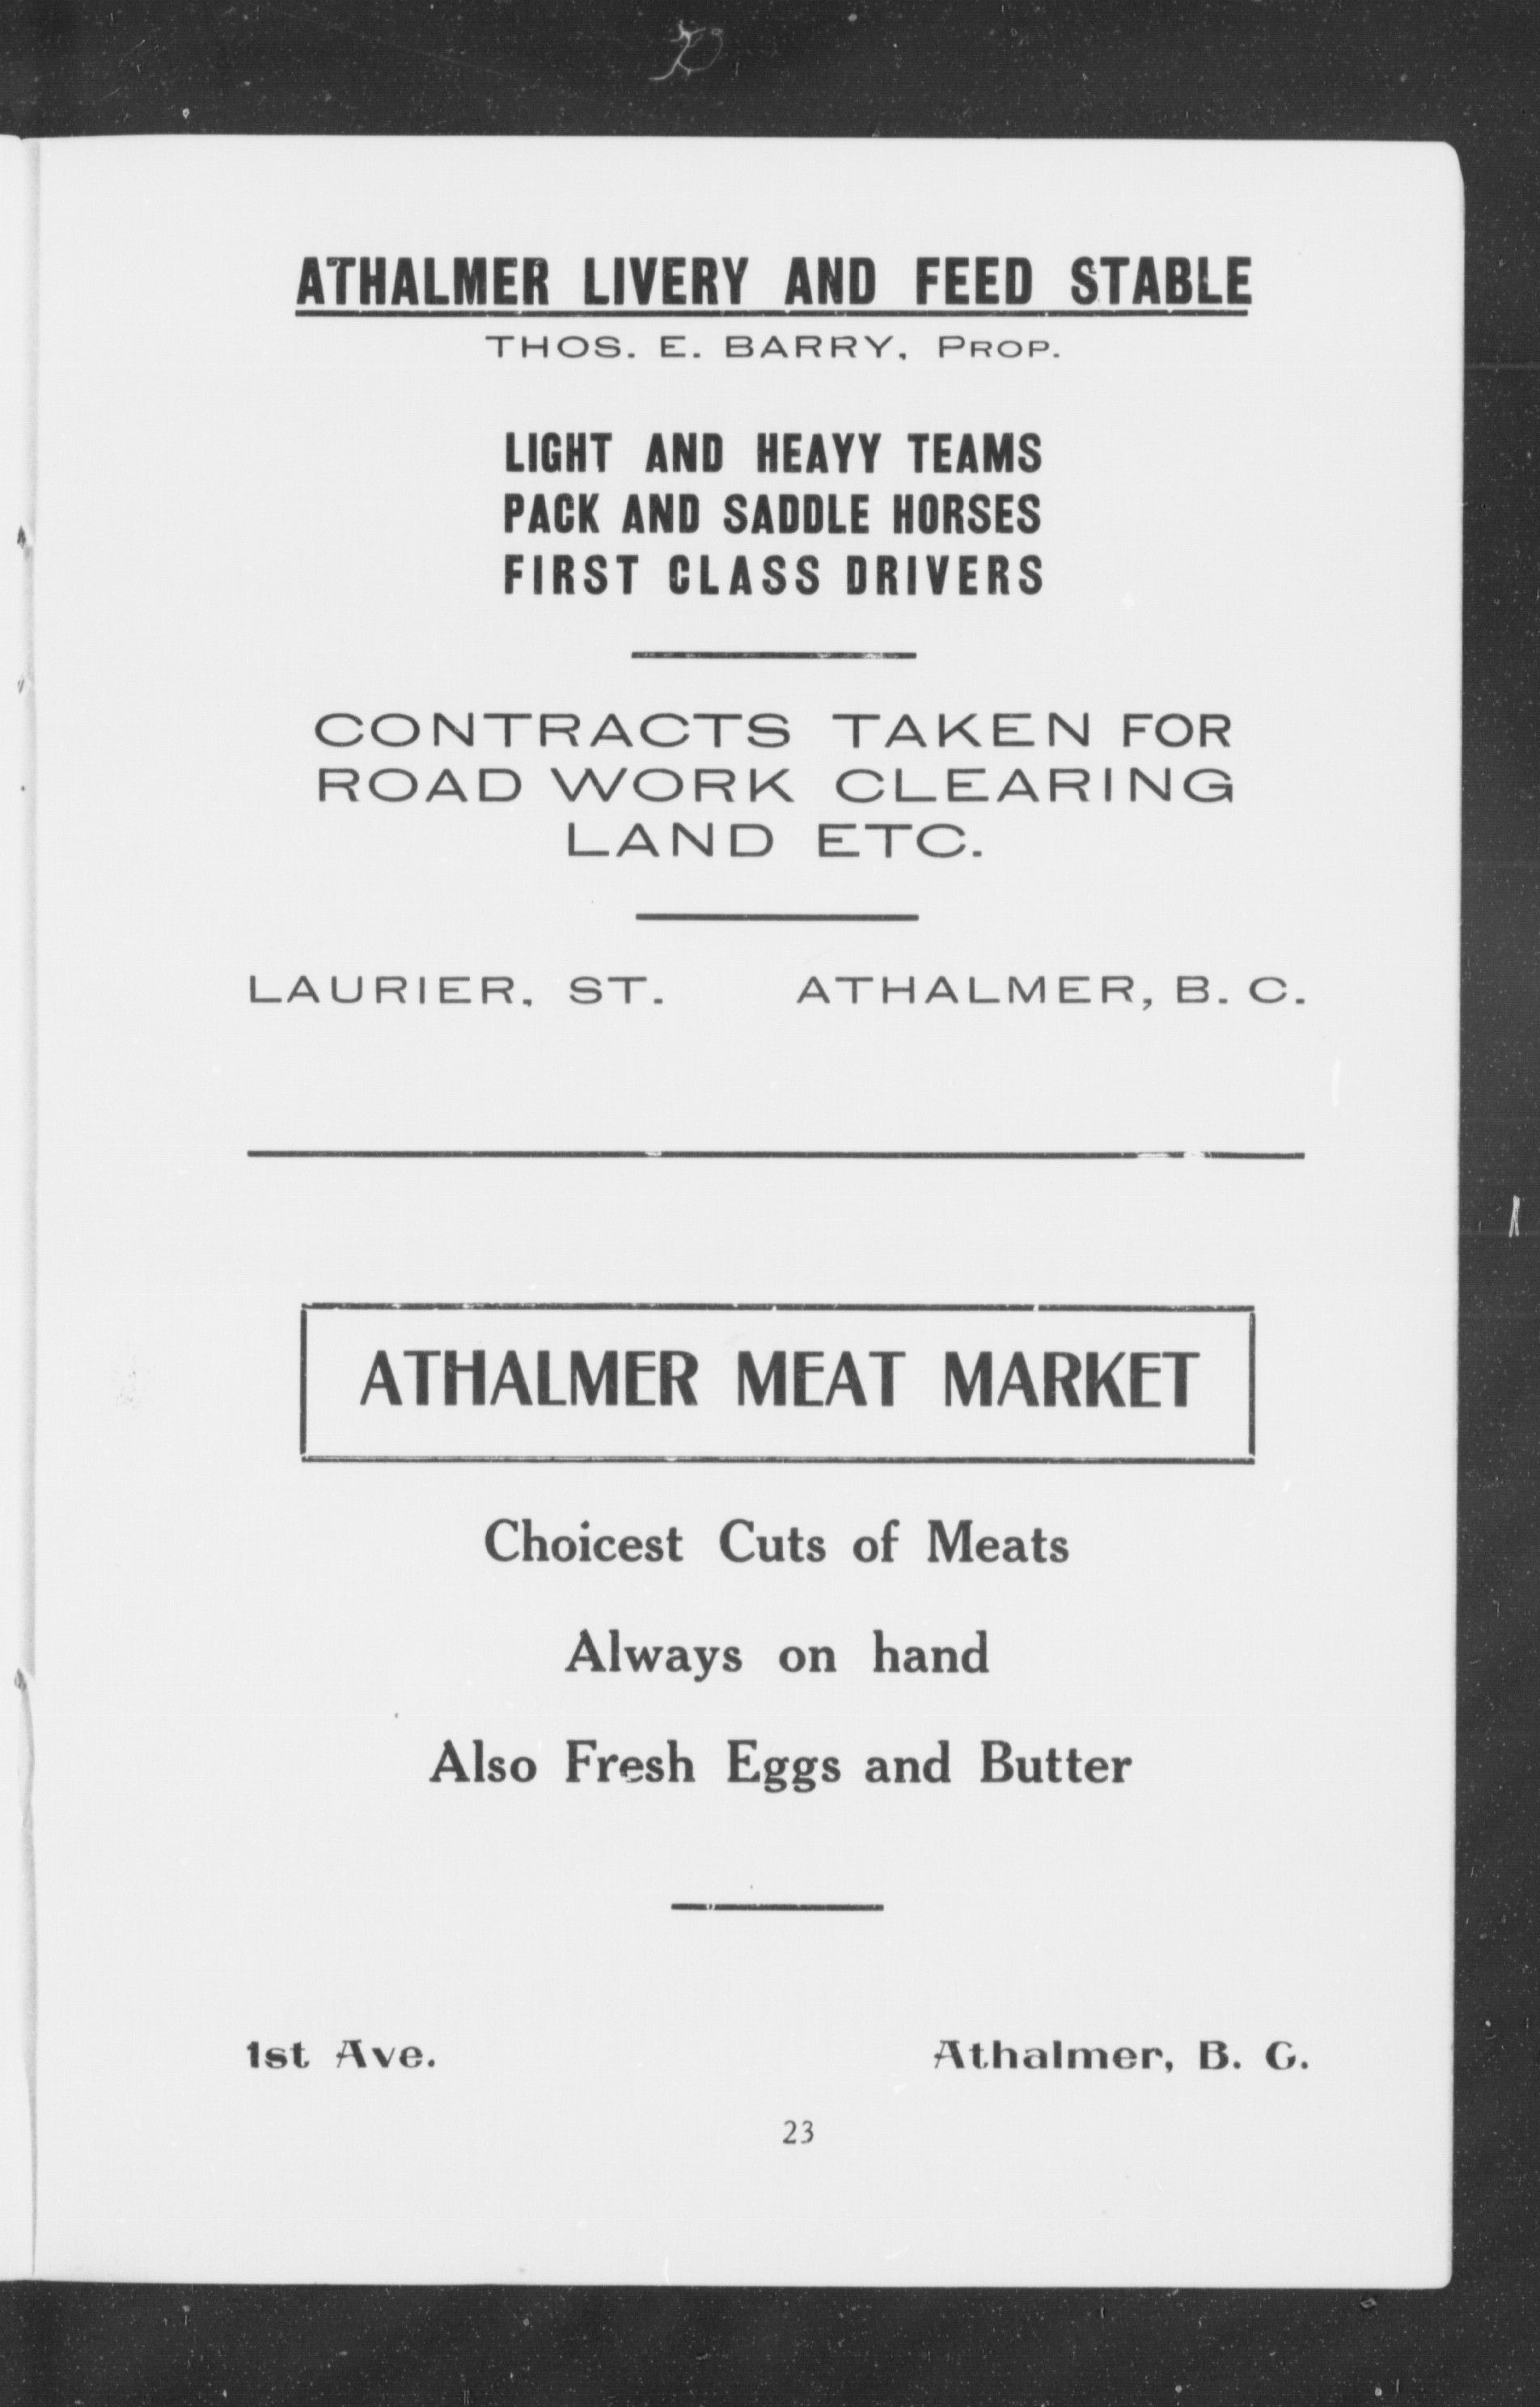 ATHALMER LIVERY AND FEED STABLE
THOS. E. BARRY, PROP.
LIGHT AND HEAYY TEAMS
PACK AND SADDLE HORSES
FIRST CLASS DRIVERS
CONTRACTS TAKEN FOR
ROAD WORK CLEARING
LAND ETC.
LAURIER, ST. ATHALMER, B. C.
ATHALMER MEAT MARKET
Choicest Cuts of Meats
Always on hand
Also Fresh Eggs and Butter
1st Ave. Athalmer, B. C.
23